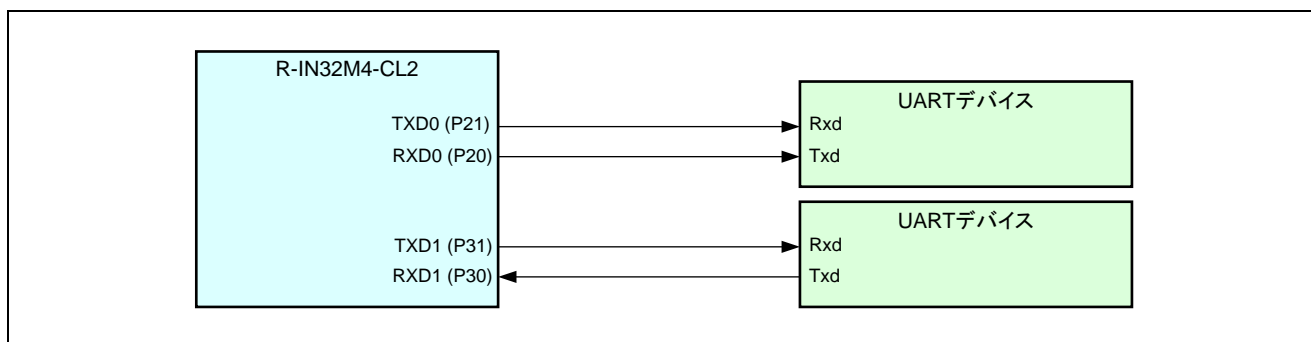 R-IN32M4-CL2
TXD0 (P21)
RXD0 (P20)
TXD1 (P31)
RXD1 (P30)
UARTデバイス
Rxd
Txd
UARTデバイス
Rxd
Txd